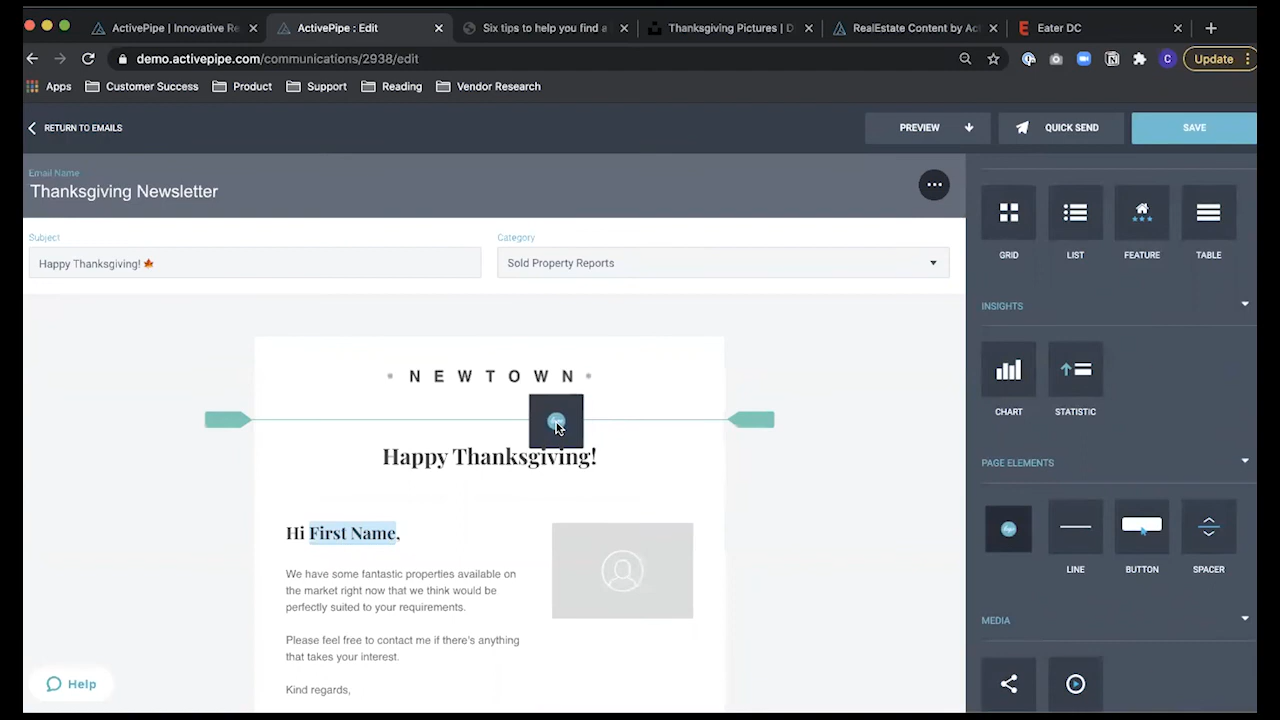 ActivePipe | Innovative Re
ActivePipe : Edit
Six tips to help you find a
Thanksgiving Pictures | D
RealEstate Content by Ac
Eater DC
demo.activepipe.com/communications/2938/edit
C
Update
Apps
Customer Success
Product
Support
Reading
Vendor Research
RETURN TO EMAILS
PREVIEW
QUICK SEND
SAVE
Email Name
Thanksgiving Newsletter
Subject
Category
Happy Thanksgiving! 🍁
Sold Property Reports
GRID
LIST
FEATURE
TABLE
INSIGHTS
CHART
STATISTIC
PAGE ELEMENTS
LINE
BUTTON
SPACER
MEDIA
NEWTOWN
Happy Thanksgiving!
Hi First Name,
We have some fantastic properties available on
the market right now that we think would be
perfectly suited to your requirements.
Please feel free to contact me if there's anything
that takes your interest.
Kind regards,
Help